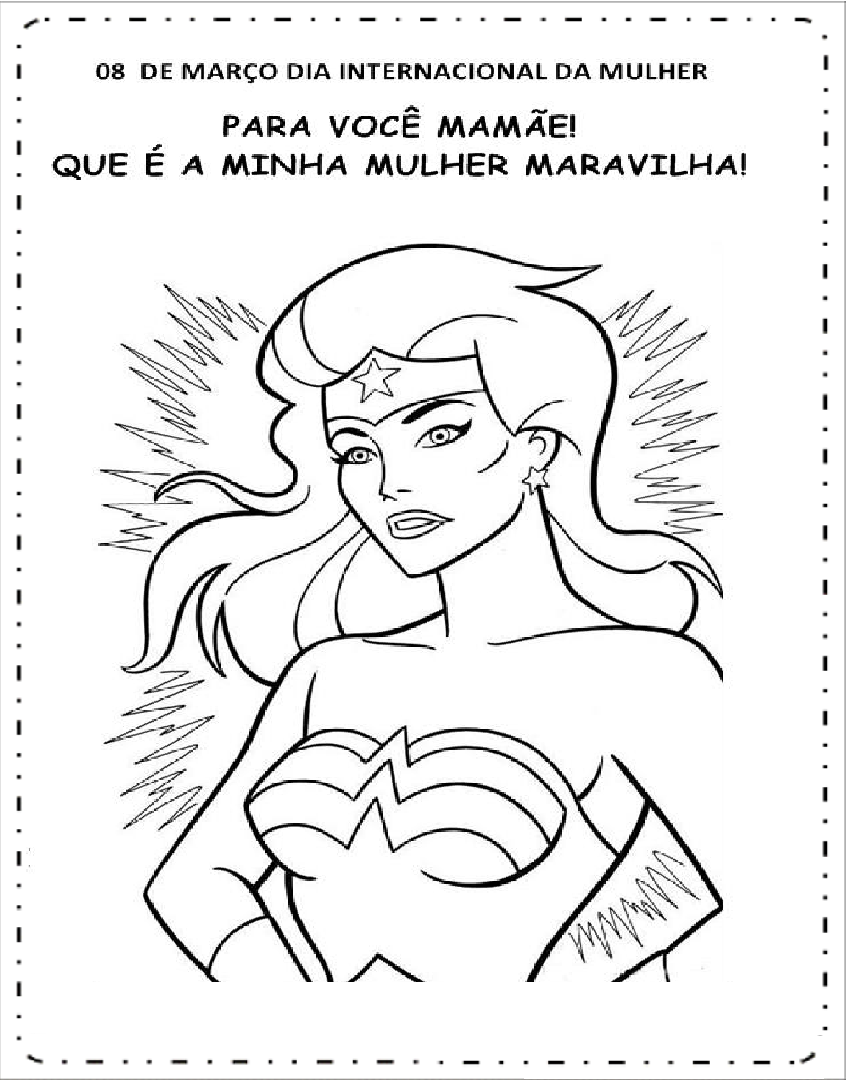 08 DE MARÇO DIA INTERNACIONAL DA MULHER
PARA VOCÊ MAMÃE!
QUE É A MINHA MULHER MARAVILHA!